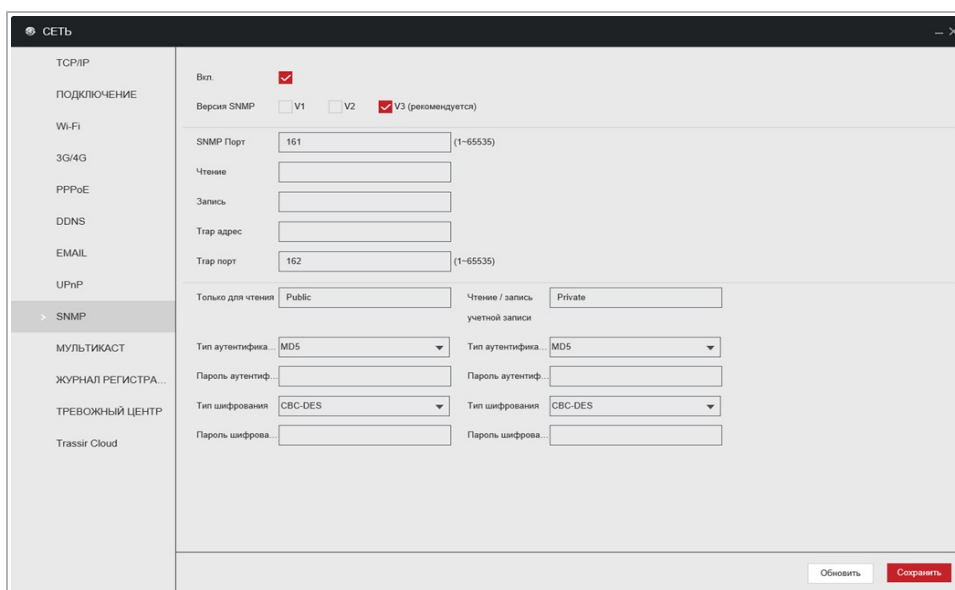 СЕТЬ
TCP/IP
ПОДКЛЮЧЕНИЕ
Wi-Fi
3G/4G
PPPoE
DDNS
EMAIL
UPnP
SNMP
МУЛЬТИКАСТ
ЖУРНАЛ РЕГИСТРА...
ТРЕВОЖНЫЙ ЦЕНТР
Trassir Cloud
Вкл.
Версия SNMP V1 V2 V3 (рекомендуется)
SNMP Порт 161 (1~65535)
Чтение
Запись
Trap адрес
Trap порт 162 (1~65535)
Только для чтения Public Чтение / запись Private
учетной записи
Тип аутентифика... MD5 Тип аутентифика... MD5
Пароль аутентиф... Пароль аутентиф...
Тип шифрования CBC-DES Тип шифрования CBC-DES
Пароль шифрова... Пароль шифрова...
Обновить Сохранить